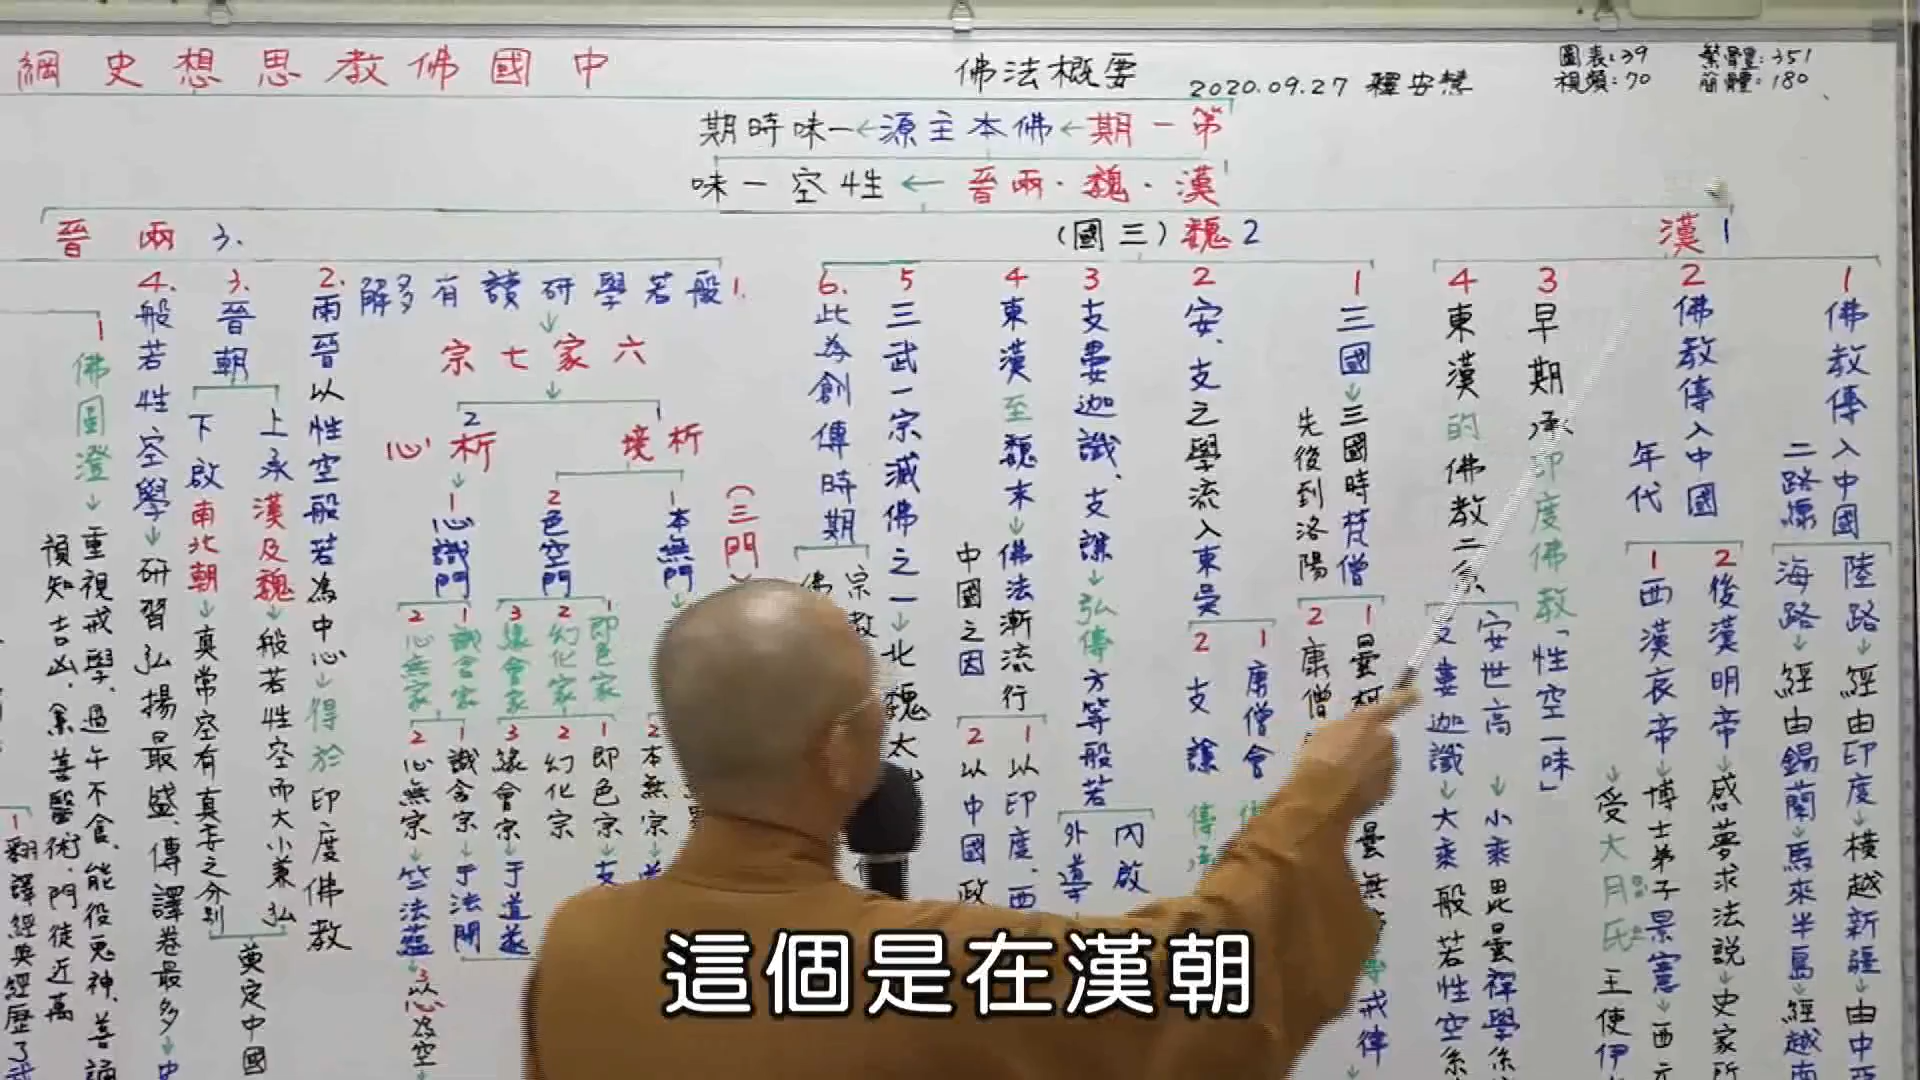 中國佛教思想史綱
佛法概要
2020.09.27 釋安慧
圖表:39
視頻:70
繁體:351
簡體:180
第一期→佛本主源→一味時期
漢·魏·兩晉→性空一味
1 漢
1
佛教傳入中國
二路線
陸路→經由印度→橫越新疆→由中亞
海路→經由錫蘭→馬來半島→經越南
2
佛教傳入中國
年代
2 後漢明帝→感夢求法說→史家所
1 西漢哀帝→博士弟子景憲→西元
受大月氏王使伊
3
早期承印度佛教「性空一味」
4
東漢的佛教二系
安世高→小乘毘曇禪學系
支婁迦讖→大乘般若性空系
2 魏(三國)
1
三國→三國時梵僧
先後到洛陽
1 曇柯
2 康僧
曇無
戒律
2
安、支之學流入東吳
1 康僧會
2 支謙
3
支婁迦讖、支謙→弘傳方等般若
內啟
外導
4
東漢至魏末→佛法漸流行
中國之因
1 以印度、西
2 以中國政
5
三武一宗滅佛之一→北魏太
6.
此為創傳時期
宗教
3. 兩晉
1. 般若學研讀有多解
六家七宗
(三門)
1 析境
2 析心
1 本無門
2 色空門
1 心識門
1 即色家
2 幻化家
3 緣會家
1 識含家
2 心無家
2 本無宗
1 即色宗→支
2 幻化宗
3 緣會宗→于道邃
1 識含宗→于法開
2 心無宗→竺法蘊
2.
兩晉以性空般若為中心→得於印度佛教
3.
晉朝
上承漢及魏→般若性空而大小兼弘
下啟南北朝→真常空有真妄之分別
奠定中國
4.
般若性空學→研習弘揚最盛、傳譯卷最多→史
1
佛圖澄→重視戒學、過午不食、能役鬼神、善誦
預知吉凶、兼善醫術、門徒近萬
1 翻譯經典經歷了武
這個是在漢朝